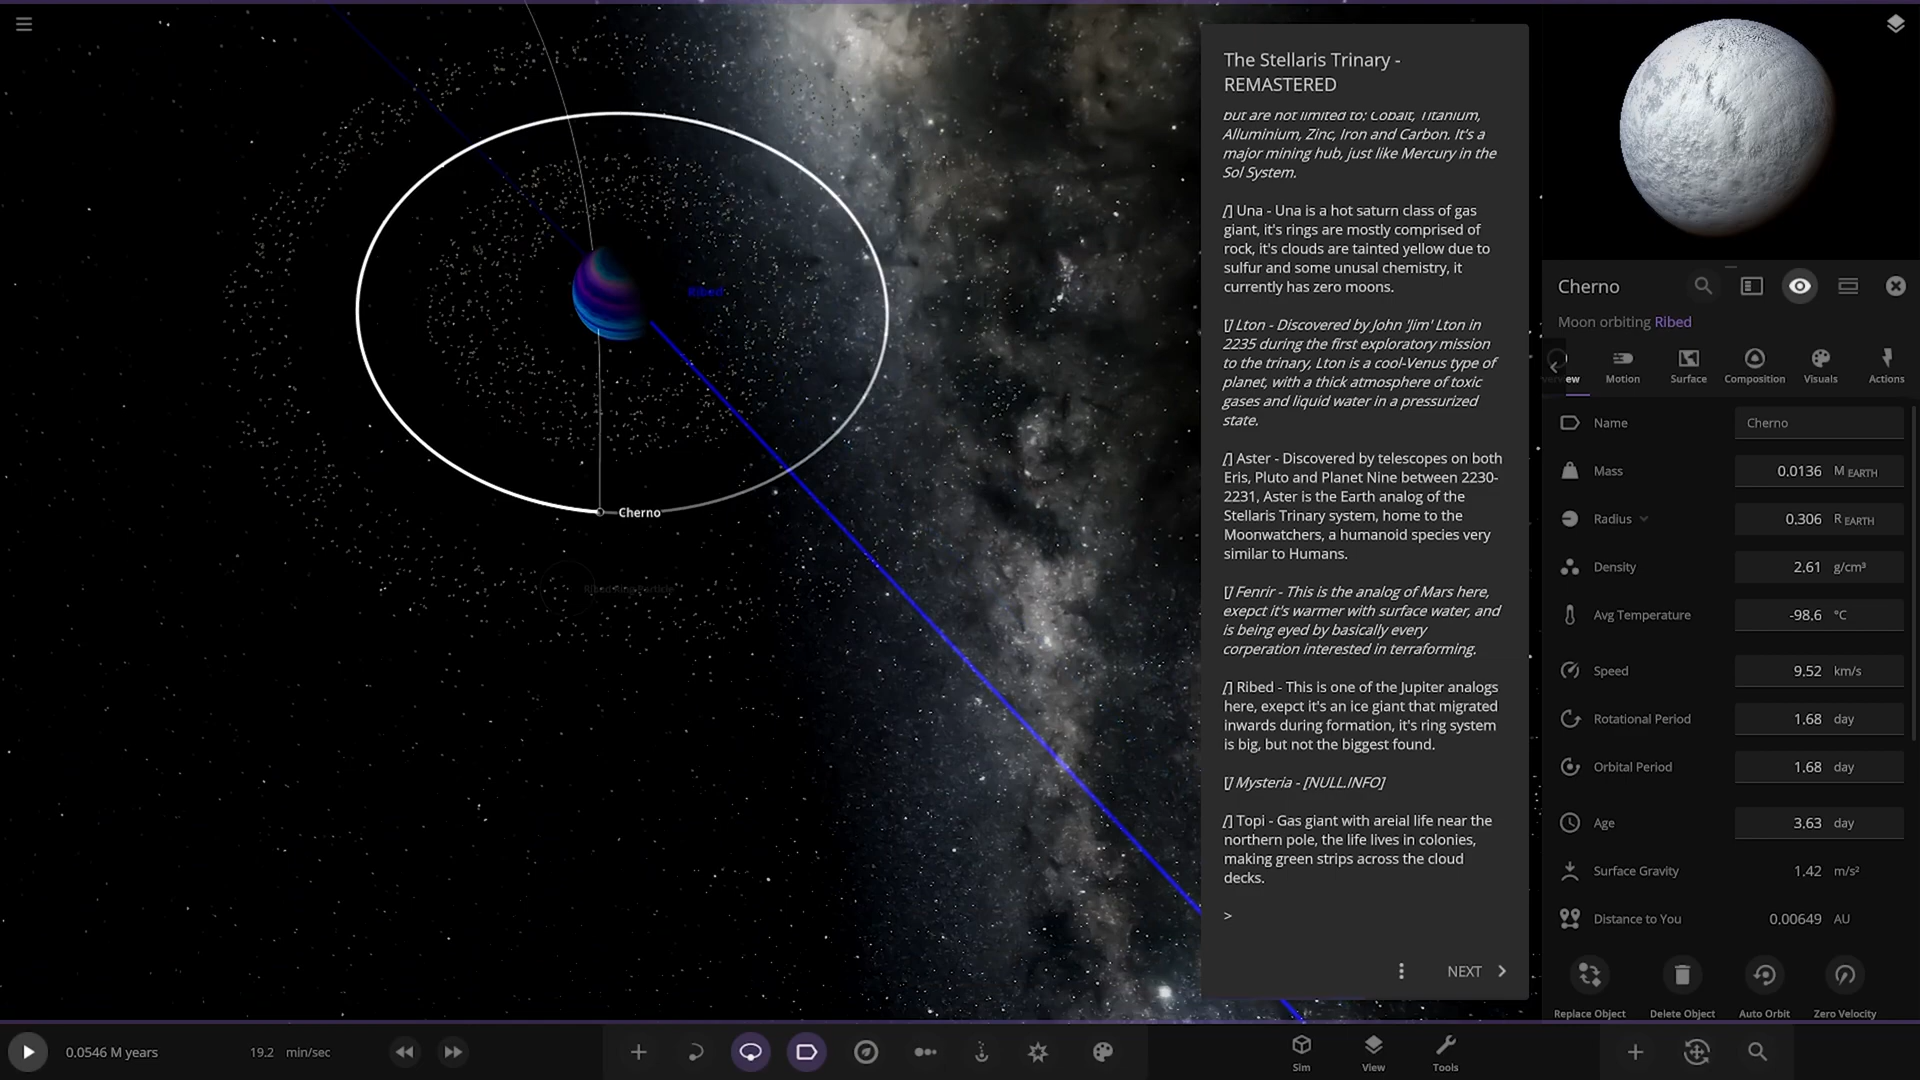 The Stellaris Trinary -
REMASTERED
but are not limited to; Cobalt, Titanium,
Alluminium, Zinc, Iron and Carbon. It's a
major mining hub, just like Mercury in the
Sol System.
[/] Una - Una is a hot saturn class of gas
giant, it's rings are mostly comprised of
rock, it's clouds are tainted yellow due to
sulfur and some unusual chemistry, it
currently has zero moons.
[/] Lton - Discovered by John 'Jim' Lton in
2235 during the first exploratory mission
to the trinary, Lton is a cool-Venus type of
planet, with a thick atmosphere of toxic
gases and liquid water in a pressurized
state.
[/] Aster - Discovered by telescopes on both
Eris, Pluto and Planet Nine between 2230-
2231, Aster is the Earth analog of the
Stellaris Trinary system, home to the
Moonwatchers, a humanoid species very
similar to Humans.
[/] Fenrir - This is the analog of Mars here,
exepct it's warmer with surface water, and
is being eyed by basically every
corperation interested in terraforming.
[/] Ribed - This is one of the Jupiter analogs
here, exepct it's an ice giant that migrated
inwards during formation, it's ring system
is big, but not the biggest found.
[/] Mysteria - [NULL.INFO]
[/] Topi - Gas giant with areial life near the
northern pole, the life lives in colonies,
making green strips across the cloud
decks.
>
NEXT
Ribed
Cherno
Ribed Ring Particle
Cherno
Moon orbiting Ribed
Motion
Surface
Composition
Visuals
Actions
Name Cherno
Mass 0.0136 M EARTH
Radius 0.306 R EARTH
Density 2.61 g/cm³
Avg Temperature -98.6 °C
Speed 9.52 km/s
Rotational Period 1.68 day
Orbital Period 1.68 day
Age 3.63 day
Surface Gravity 1.42 m/s²
Distance to You 0.00649 AU
Replace Object
Delete Object
Auto Orbit
Zero Velocity
0.0546 M years
19.2 min/sec
Sim
View
Tools